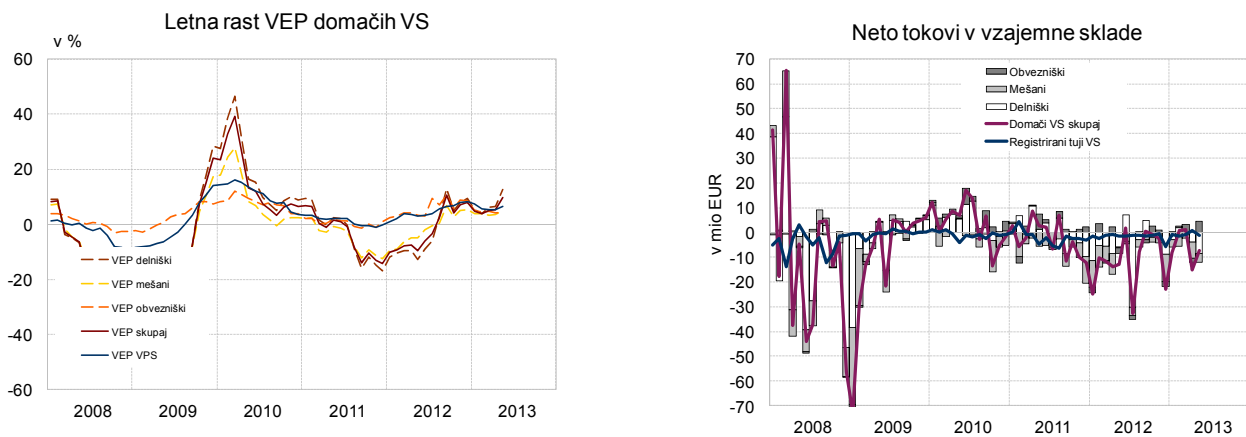 Letna rast VEP domačih VS
v %
60
40
20
0
-20
-40
-60
VEP delniški
VEP mešani
VEP obvezniški
VEP skupaj
VEP VPS
2008 2009 2010 2011 2012 2013
Neto tokovi v vzajemne sklade
v mio EUR
70
60
50
40
30
20
10
0
-10
-20
-30
-40
-50
-60
-70
Obvezniški
Mešani
Delniški
Domači VS skupaj
Registrirani tuji VS
2008 2009 2010 2011 2012 2013